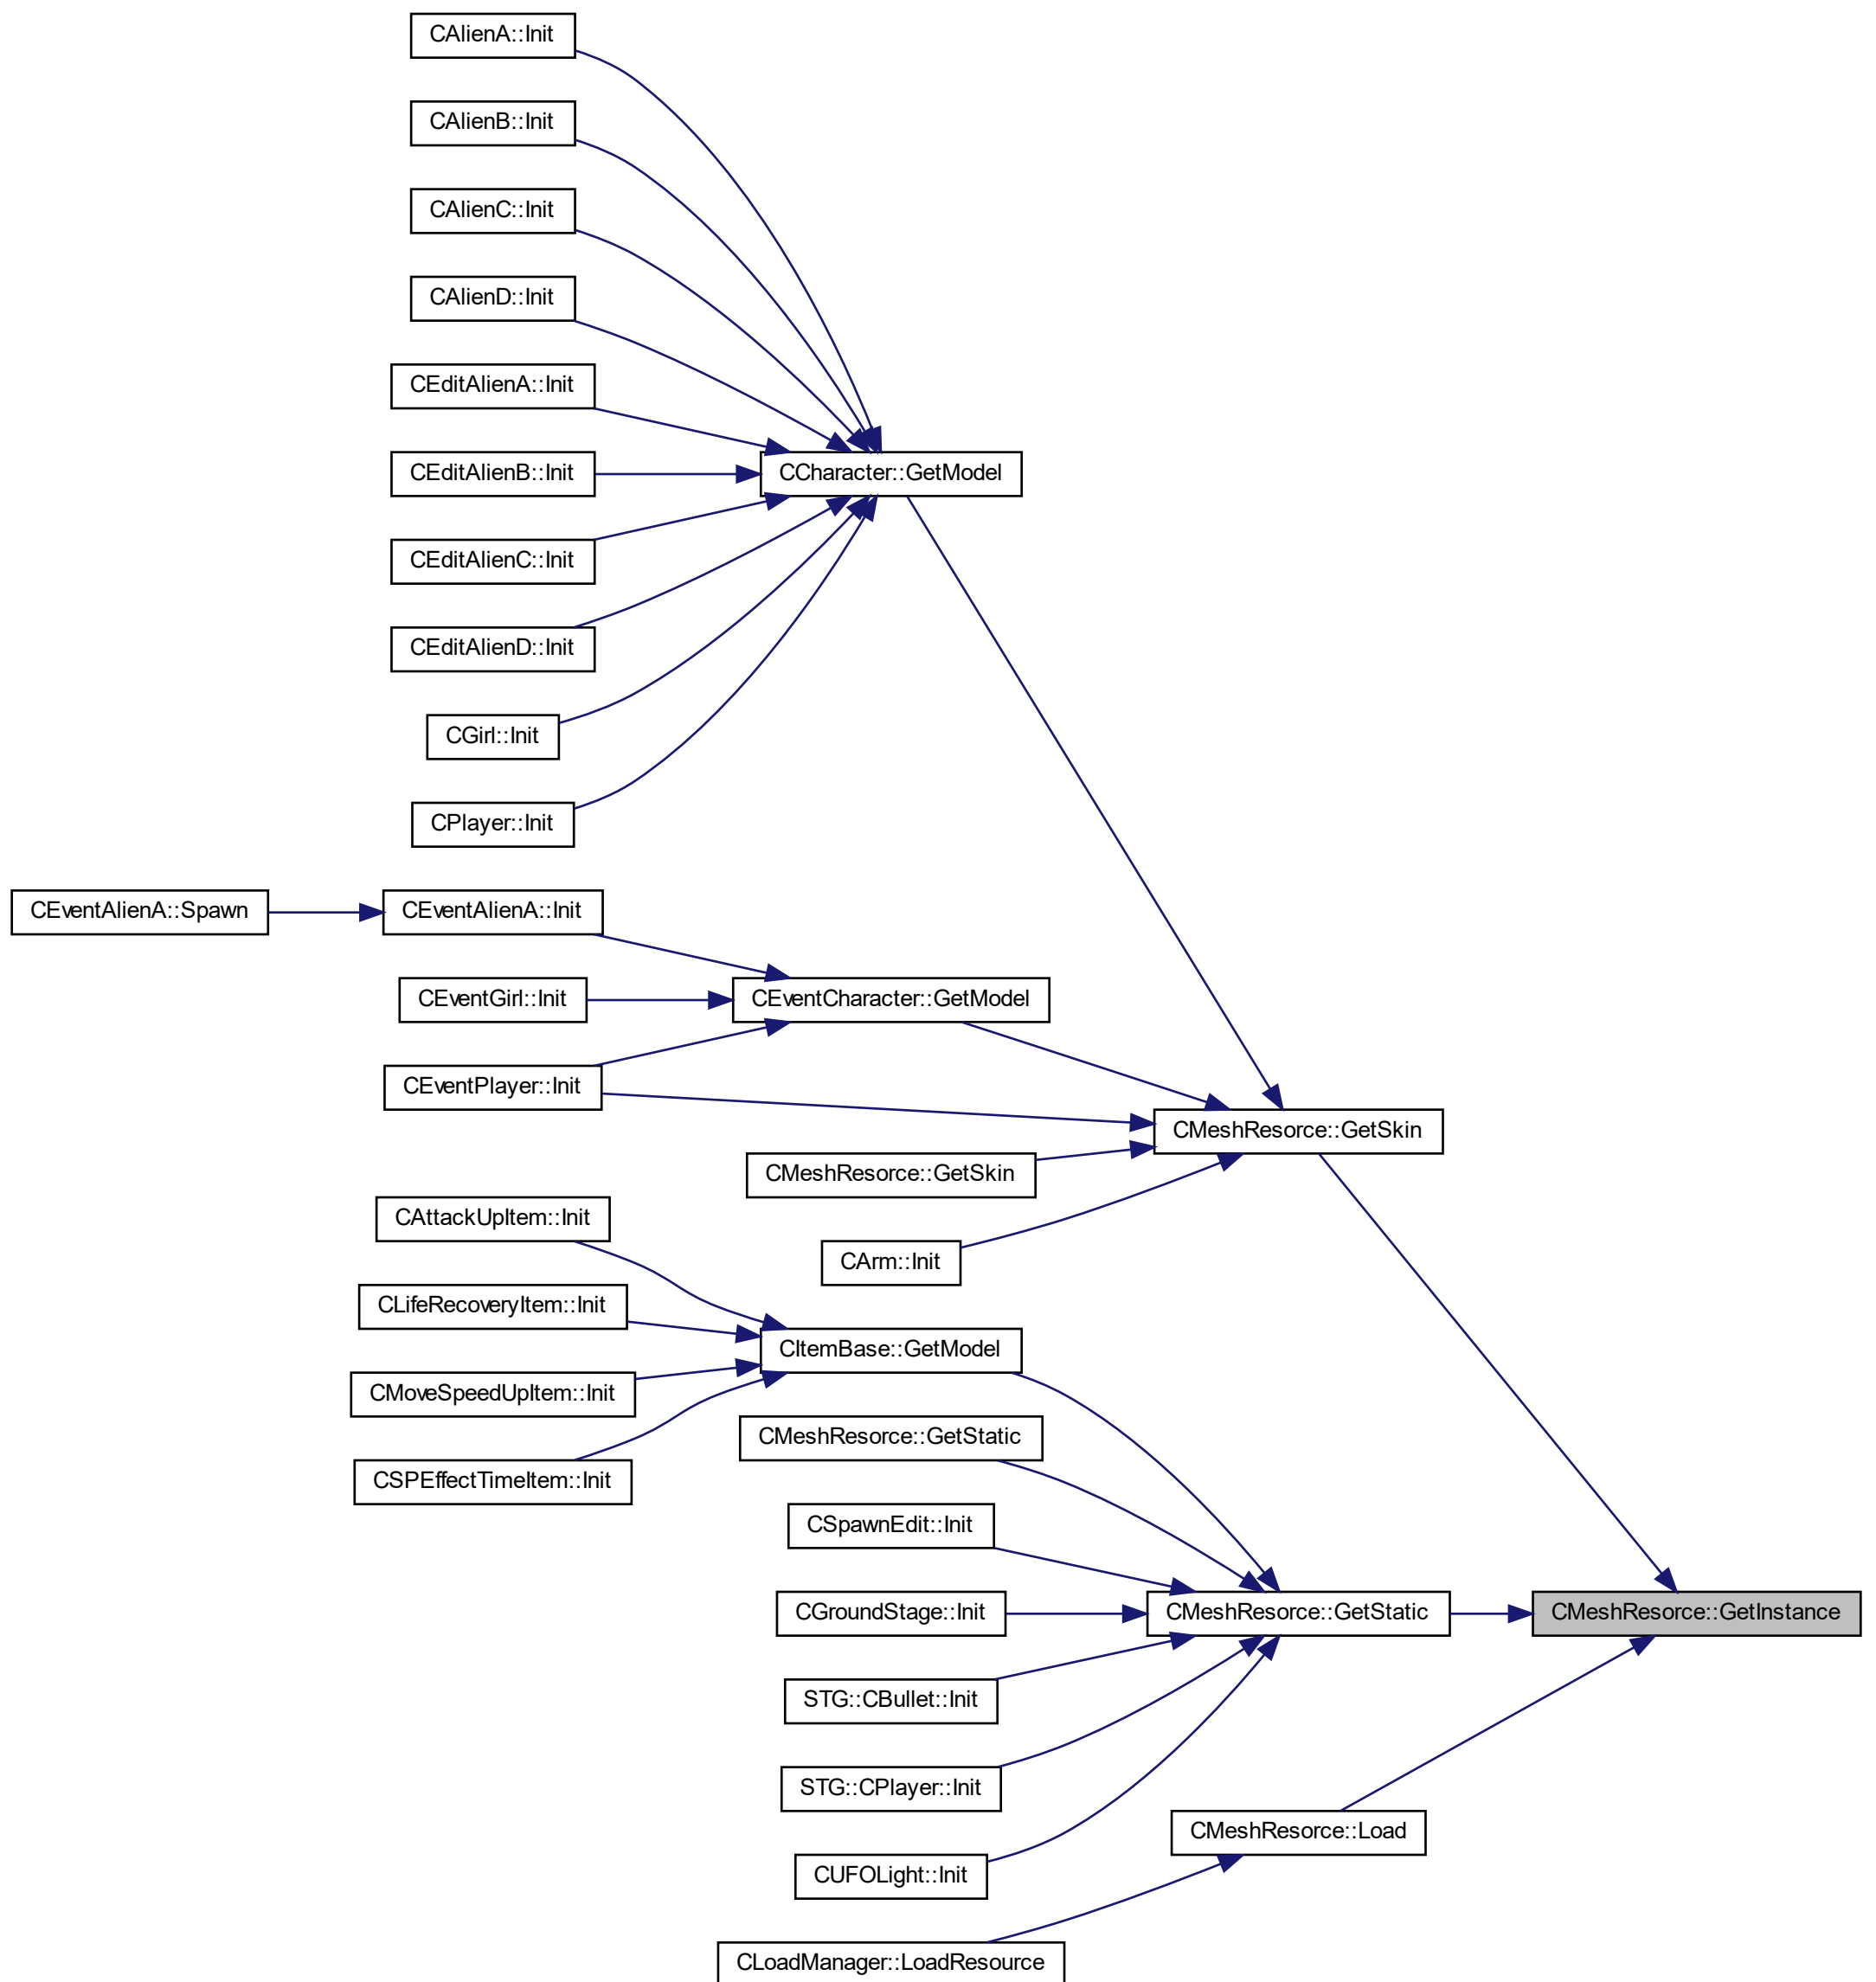 CAlienA::Init
CAlienB::Init
CAlienC::Init
CAlienD::Init
CEditAlienA::Init
CEditAlienB::Init
CCharacter::GetModel
CEditAlienC::Init
CEditAlienD::Init
CGirl::Init
CPlayer::Init
CEventAlienA::Spawn
CEventAlienA::Init
CEventGirl::Init
CEventCharacter::GetModel
CEventPlayer::Init
CMeshResorce::GetSkin
CMeshResorce::GetSkin
CAttackUpItem::Init
CArm::Init
CLifeRecoveryItem::Init
CItemBase::GetModel
CMoveSpeedUpItem::Init
CMeshResorce::GetStatic
CSPEffectTimeItem::Init
CSpawnEdit::Init
CGroundStage::Init
CMeshResorce::GetStatic
CMeshResorce::GetInstance
STG::CBullet::Init
STG::CPlayer::Init
CMeshResorce::Load
CUFOLight::Init
CLoadManager::LoadResource